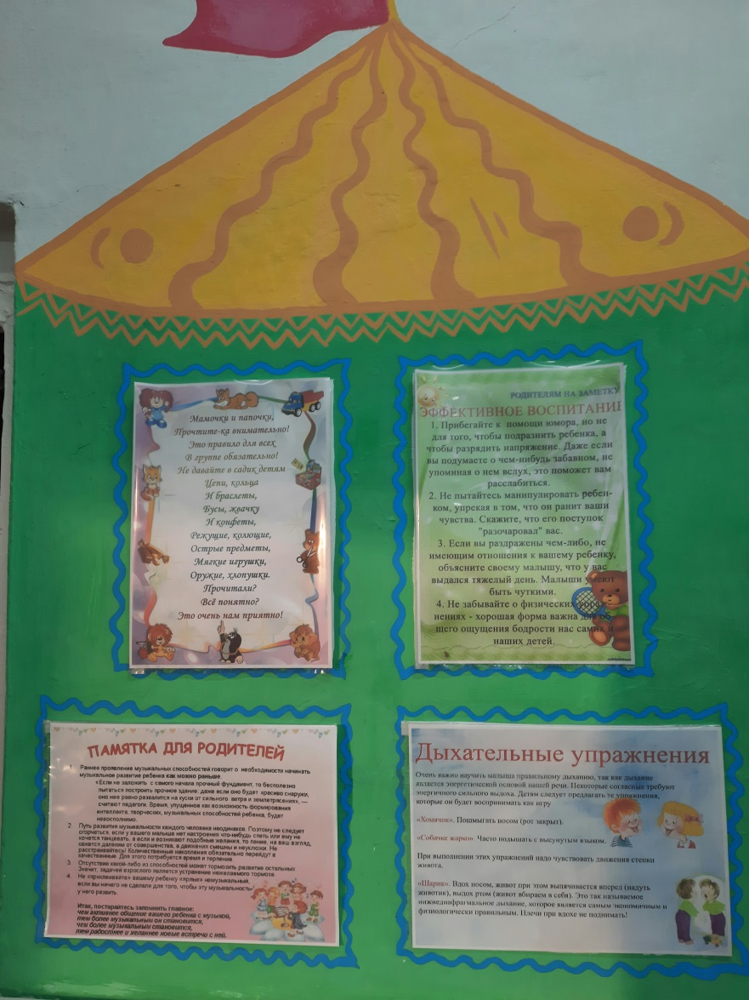 Мамочки и папочки,
Прочтите-ка внимательно!
Это правило для всех
В группе обязательно!
Не давайте в садик детям
Цепи, кольца
И браслеты,
Бусы, жвачку
И конфеты,
Режущие, колющие,
Острые предметы,
Мягкие игрушки,
Оружие, хлопушки.
Прочитали?
Всё понятно?
Это очень нам приятно!
РОДИТЕЛЯМ НА ЗАМЕТКУ
ЭФФЕКТИВНОЕ ВОСПИТАНИЕ
1. Прибегайте к помощи юмора, но не
для того, чтобы подразнить ребенка, а
чтобы разрядить напряжение. Даже если
вы подумаете о чем-нибудь забавном, не
упоминая о нем вслух, это поможет вам
расслабиться.
2. Не пытайтесь манипулировать ребен-
ком, упрекая в том, что он ранит ваши
чувства. Скажите, что его поступок
"разочаровал" вас.
3. Если вы раздражены чем-либо, не
имеющим отношения к вашему ребенку,
объясните своему малышу, что у вас
выдался тяжелый день. Малыши умеют
быть чуткими.
4. Не забывайте о физических упраж-
нениях - хорошая форма важна для об-
щего ощущения бодрости нас самих и
наших детей.
ПАМЯТКА ДЛЯ РОДИТЕЛЕЙ
1. Раннее проявление музыкальных способностей говорит о необходимости начинать
музыкальное развитие ребенка как можно раньше.
«Если не заложить с самого начала прочный фундамент, то бесполезно
пытаться построить прочное здание: даже если оно будет красиво снаружи,
оно все равно развалится на куски от сильного ветра и землетрясения», —
считают педагоги. Время, упущенное как возможность формирования
интеллекта, творческих, музыкальных способностей ребенка, будет
невосполнимо.
2. Путь развития музыкальности каждого человека неодинаков. Поэтому не следует
огорчаться, если у вашего малыша нет настроения что-нибудь спеть или ему не
хочется танцевать, а если и возникают подобные желания, то пение, на ваш взгляд,
кажется далеким от совершенства, а движения смешны и неуклюжи. Не
расстраивайтесь! Количественные накопления обязательно перейдут в
качественные. Для этого потребуется время и терпение.
3. Отсутствие какой-либо из способностей может тормозить развитие остальных.
Значит, задачей взрослого является устранение нежелаемого тормоза.
4. Не «приклеивайте» вашему ребенку «ярлык» немузыкальный,
если вы ничего не сделали для того, чтобы эту музыкальность
у него развить.
Итак, постарайтесь запомнить главное:
чем активнее общение вашего ребенка с музыкой,
тем более музыкальным он становится,
чем более музыкальным становится,
тем радостнее и желаннее новые встречи с ней.
Дыхательные упражнения
Очень важно научить малыша правильному дыханию, так как дыхание
является энергетической основой нашей речи. Некоторые согласные требуют
энергичного сильного выдоха. Детям следует предлагать те упражнения,
которые он будет воспринимать как игру
«Хомячок». Пошмыгать носом (рот закрыт).
«Собачке жарко». Часто подышать с высунутым языком.
При выполнении этих упражнений надо чувствовать движения стенки
живота.
«Шарик». Вдох носом, живот при этом выпячивается вперед (надуть
животик), выдох ртом (живот вбираем в себя). Это так называемое
нижнедиафрагмальное дыхание, которое является самым экономичным и
физиологически правильным. Плечи при вдохе не поднимать!